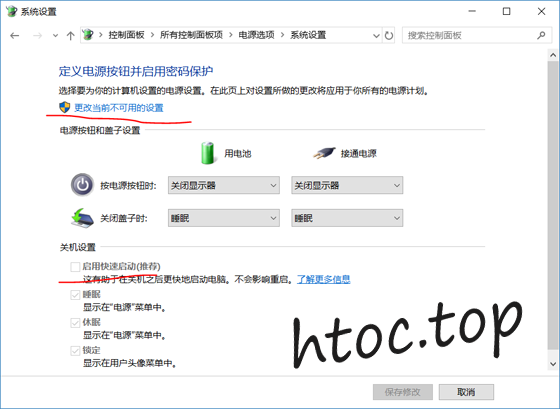 系统设置
控制面板 > 所有控制面板项 > 电源选项 > 系统设置
搜索控制面板
定义电源按钮并启用密码保护
选择要为你的计算机设置的电源设置。在此页上对设置所做的更改将应用于你所有的电源计划。
更改当前不可用的设置
电源按钮和盖子设置
用电池 接通电源
按电源按钮时: 关闭显示器 关闭显示器
关闭盖子时: 睡眠 睡眠
关机设置
启用快速启动(推荐)
这有助于在关机之后更快地启动电脑。不会影响重启。了解更多信息
睡眠
显示在“电源”菜单中。
休眠
显示在“电源”菜单中。
锁定
显示在用户头像菜单中。
htoc.top
保存修改 取消